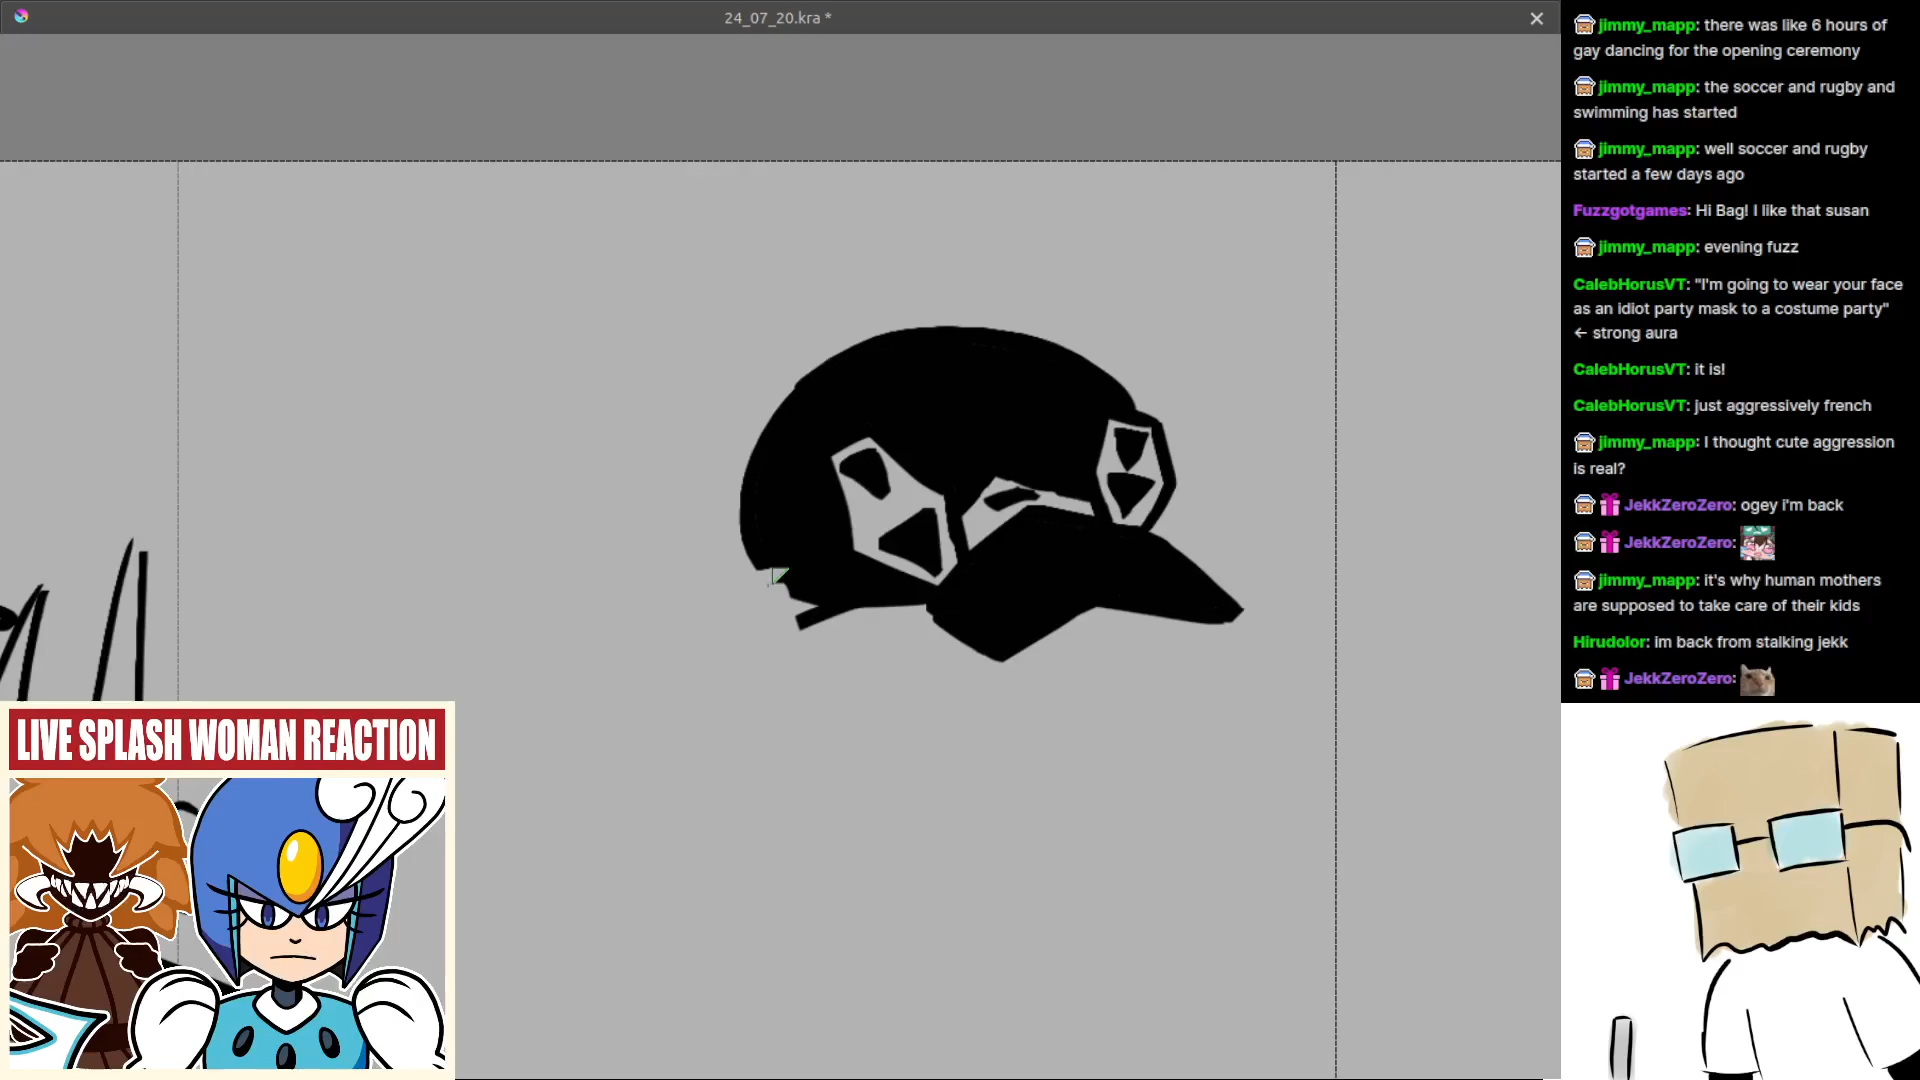 24_07_20.kra *
jimmy_mapp: there was like 6 hours of
gay dancing for the opening ceremony
jimmy_mapp: the soccer and rugby and
swimming has started
jimmy_mapp: well soccer and rugby
started a few days ago
Fuzzgotgames: Hi Bag! I like that susan
jimmy_mapp: evening fuzz
CalebHorusVT: "I'm going to wear your face
as an idiot party mask to a costume party"
← strong aura
CalebHorusVT: it is!
CalebHorusVT: just aggressively french
jimmy_mapp: I thought cute aggression
is real?
JekkZeroZero: ogey i'm back
JekkZeroZero:
jimmy_mapp: it's why human mothers
are supposed to take care of their kids
Hirudolor: im back from stalking jekk
JekkZeroZero:
LIVE SPLASH WOMAN REACTION